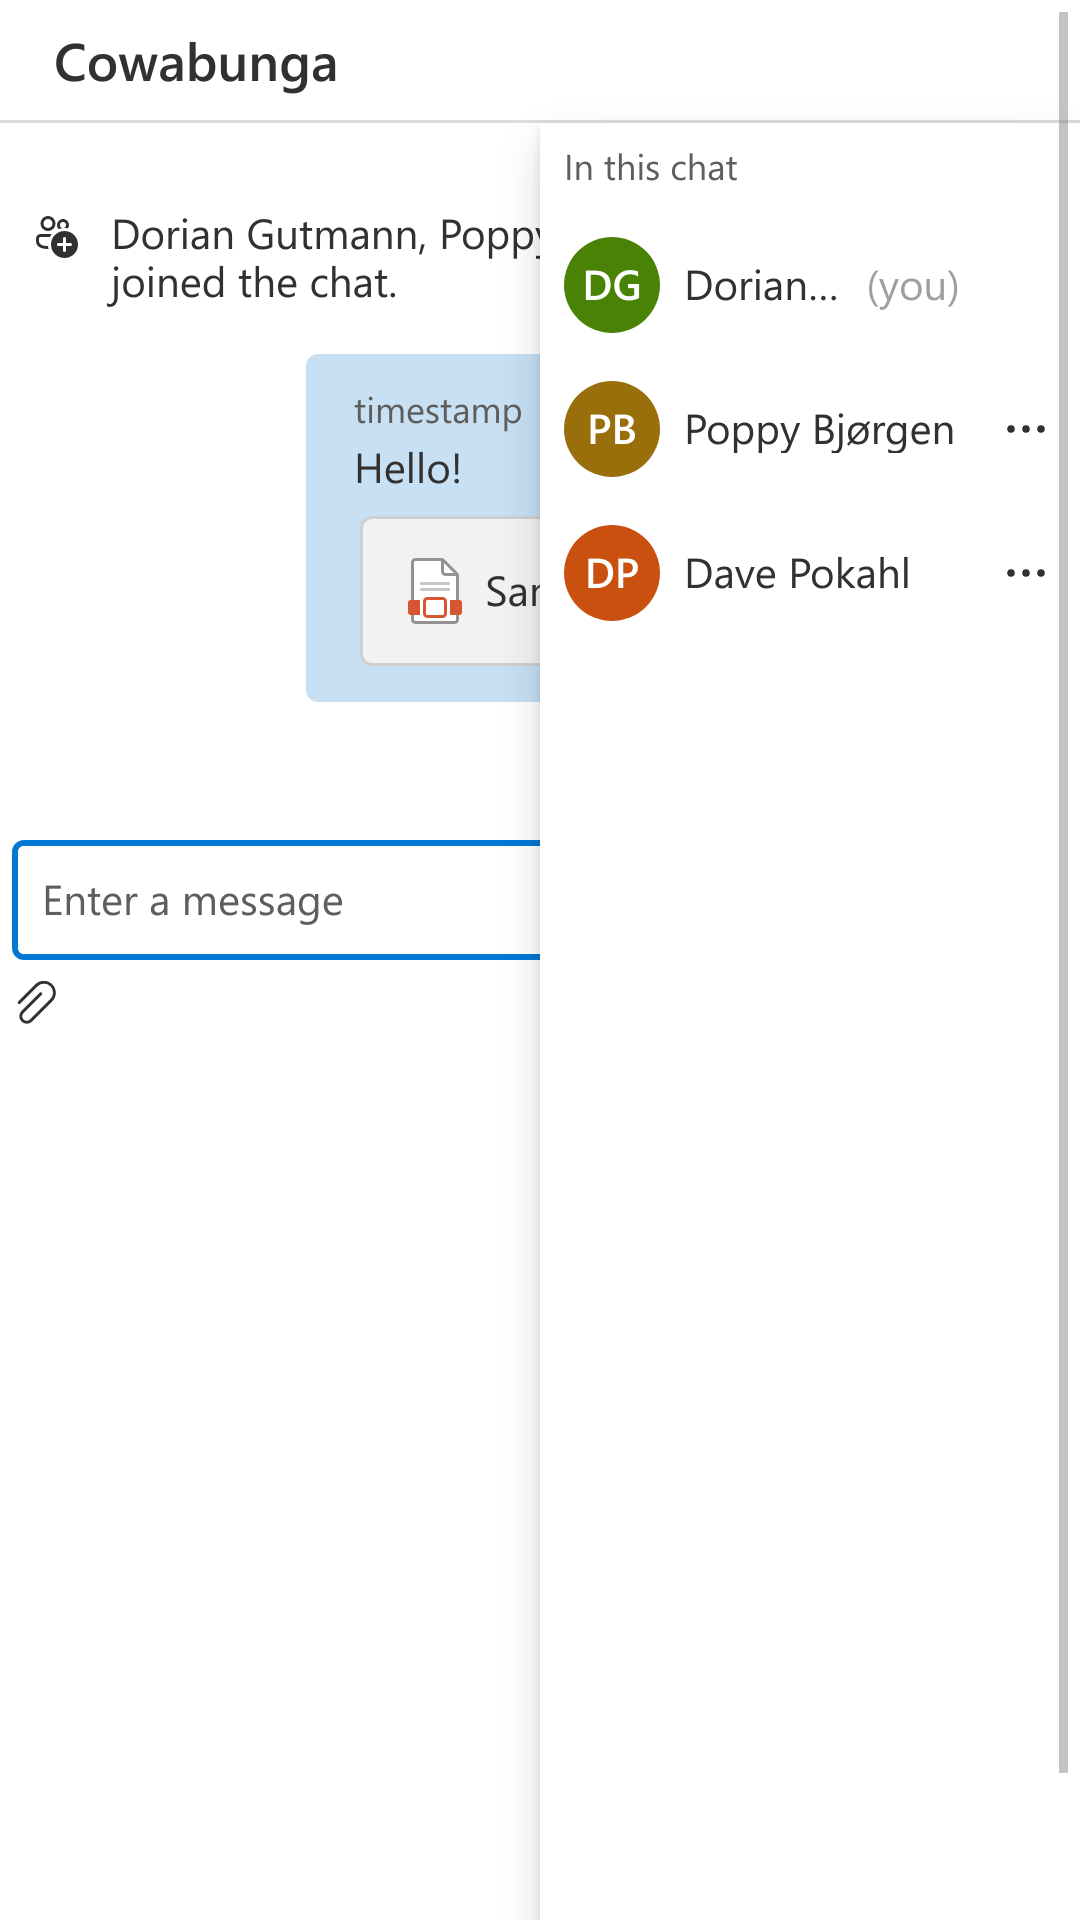 Cowabunga
In this chat
Dorian Gutmann, Poppy
joined the chat.
timestamp
Hello!
Enter a message
DG Dorian... (you)
PB Poppy Bjørgen
DP Dave Pokahl